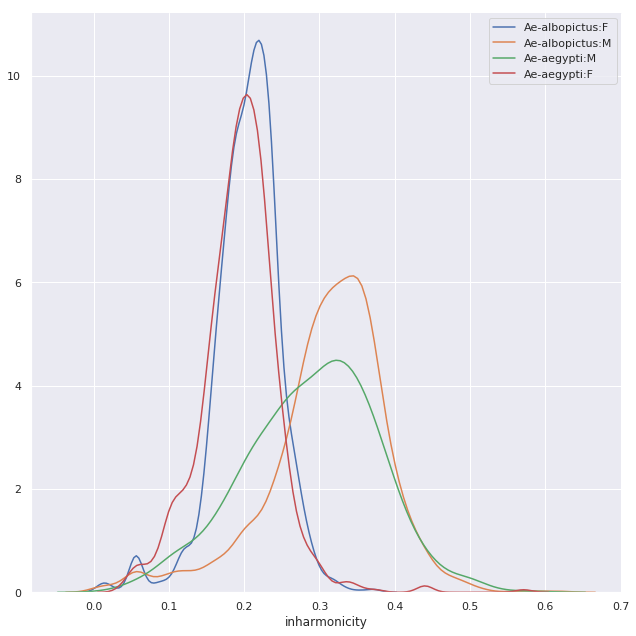 Ae-albopictus:F
Ae-albopictus:M
Ae-aegypti:M
Ae-aegypti:F
10
8
6
4
2
0
0.0 0.1 0.2 0.3 0.4 0.5 0.6 0.7
inharmonicity